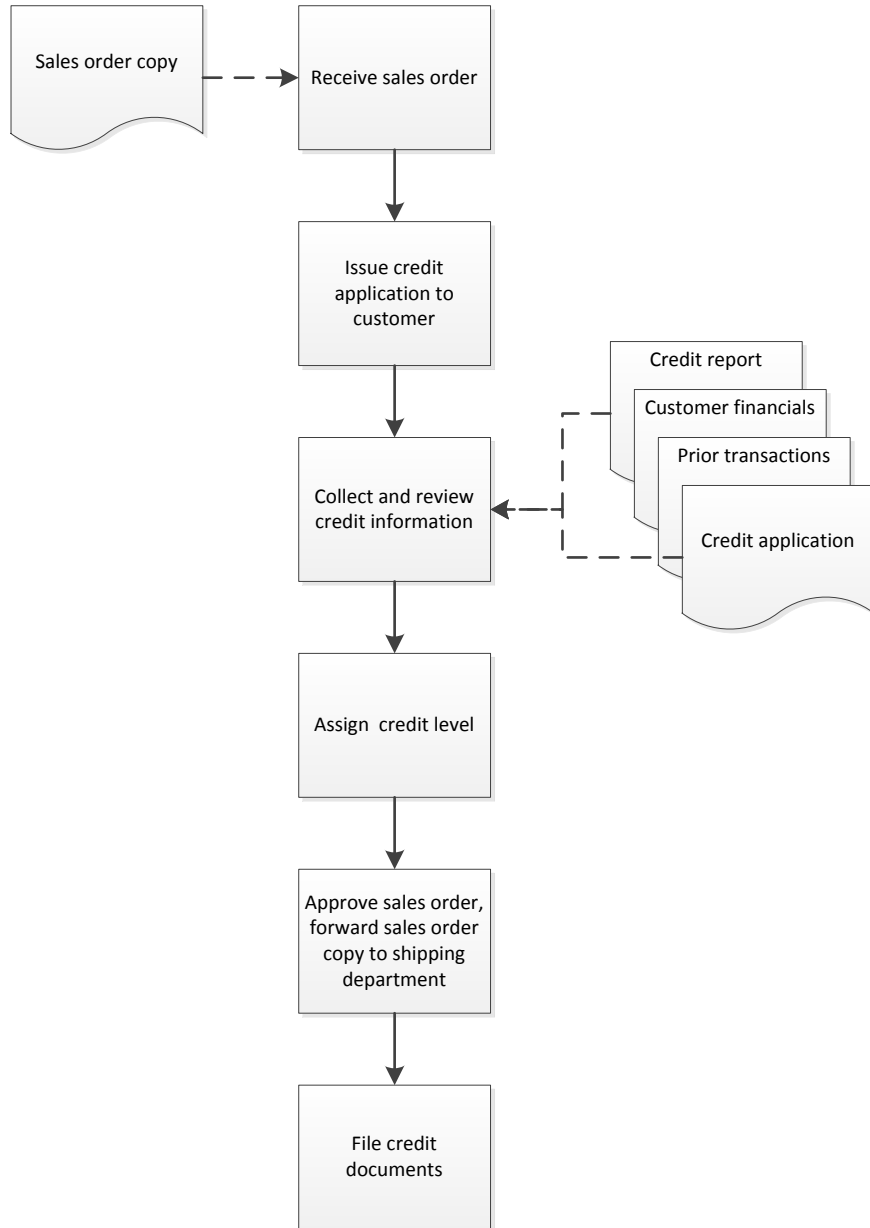 Sales order copy
Receive sales order
Issue credit
application to
customer
Credit report
Customer financials
Prior transactions
Credit application
Collect and review
credit information
Assign credit level
Approve sales order,
forward sales order
copy to shipping
department
File credit
documents